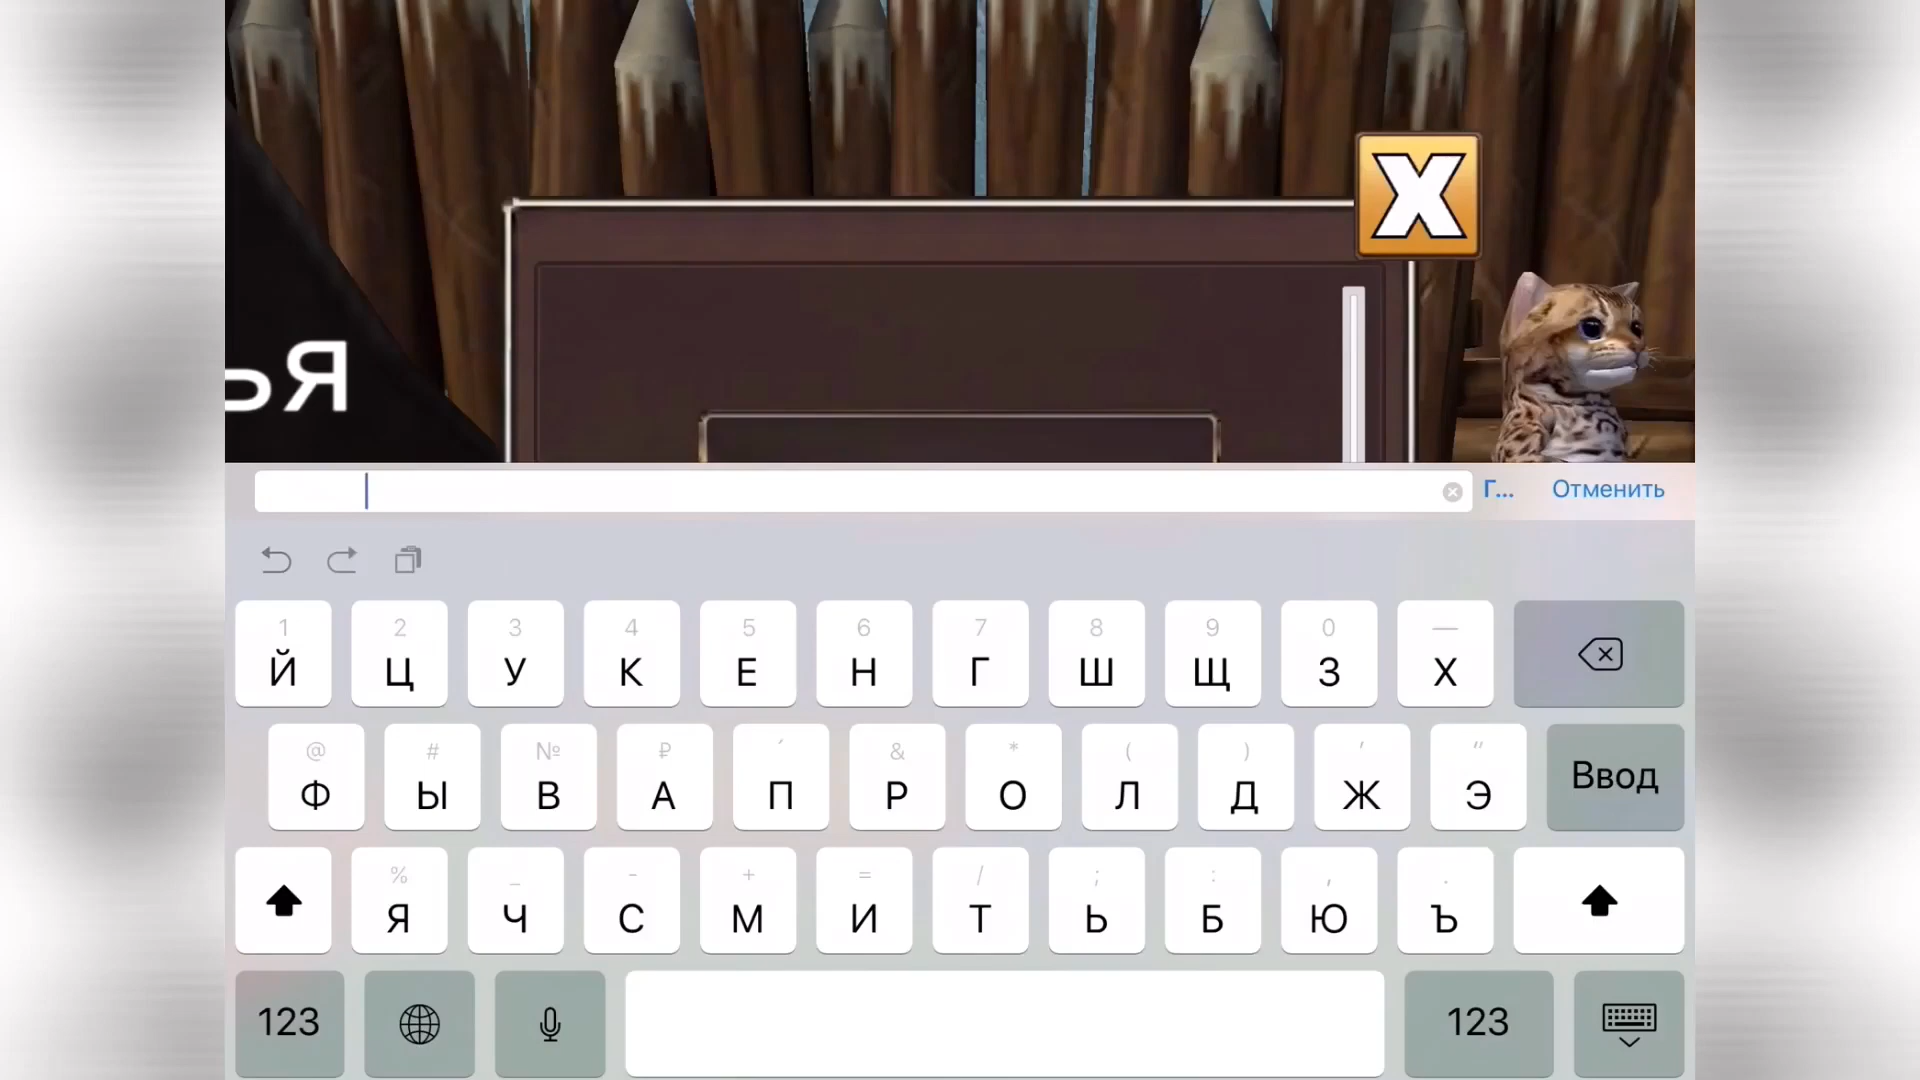 X
ья
Г... Отменить
1 2 3 4 5 6 7 8 9 0 —
Й Ц У К Е Н Г Ш Щ З Х
@ # № ₽ ´ & * ( ) ′ ″
Ф Ы В А П Р О Л Д Ж Э Ввод
% _ - + = / ; : , .
Я Ч С М И Т Ь Б Ю Ъ
123 123